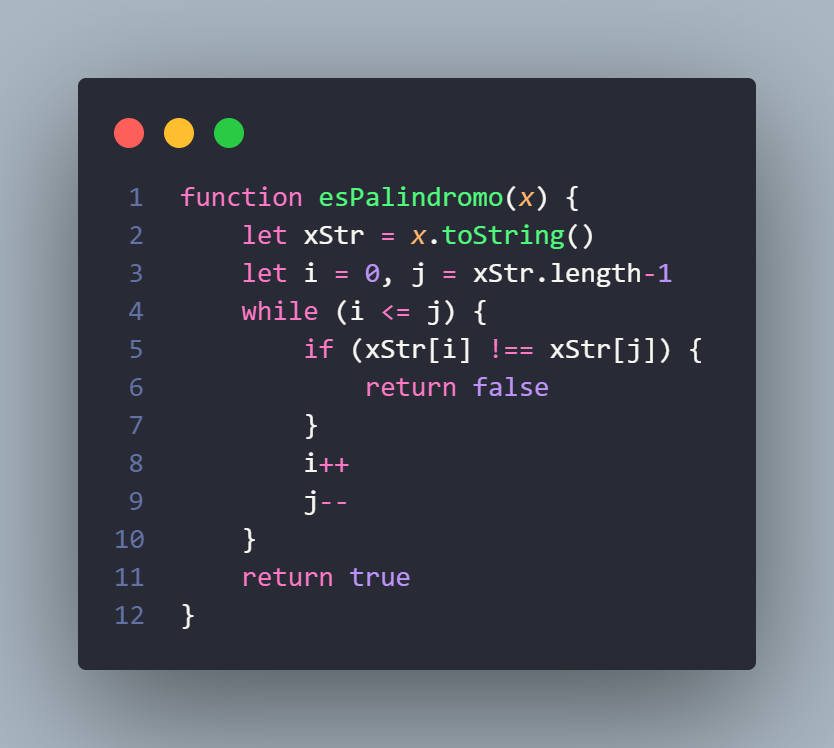 1 function esPalindromo(x) {
2     let xStr = x.toString()
3     let i = 0, j = xStr.length-1
4     while (i <= j) {
5         if (xStr[i] !== xStr[j]) {
6             return false
7         }
8         i++
9         j--
10     }
11     return true
12 }